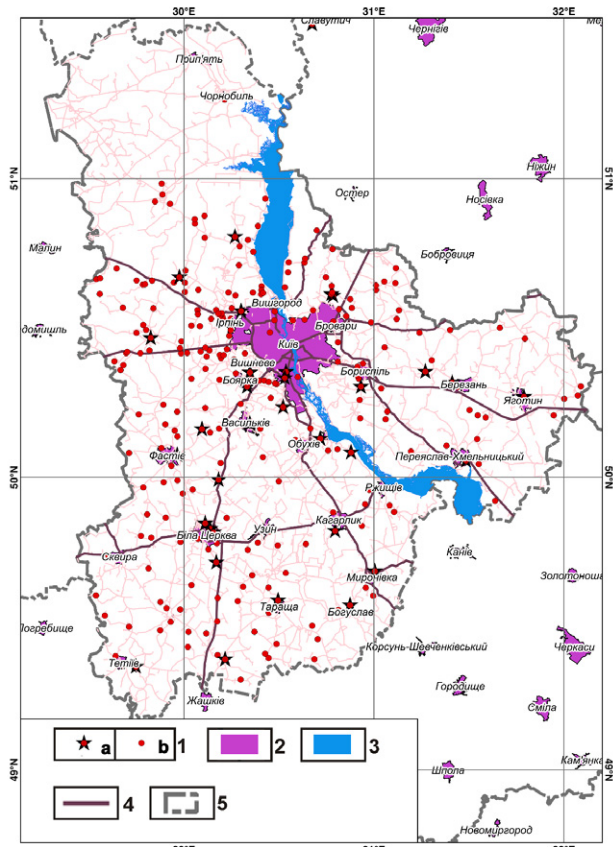 30°E 31°E 32°E
Славутич
Чернігів
Прип'ять
Чорнобиль
51°N 51°N
Ніжин
Остер
Носівка
Малин
Бобровиця
Вишгород
Ірпінь
Бровари
Київ
Вишневе
Бориспіль
Боярка
Березань
Яготин
Васильків
Обухів
Фастів
Переяслав-Хмельницький
50°N 50°N
Ржищів
Кагарлик
Узин
Біла Церква
Сквира
Канів
Миронівка
Золотоноша
Тараща
Богуслав
Погребище
Корсунь-Шевченківський
Черкаси
Тетіїв
Городище
Жашків
Сміла
a b 1 2 3
49°N 49°N
Кам'янка
Шпола
4 5
Новомиргород